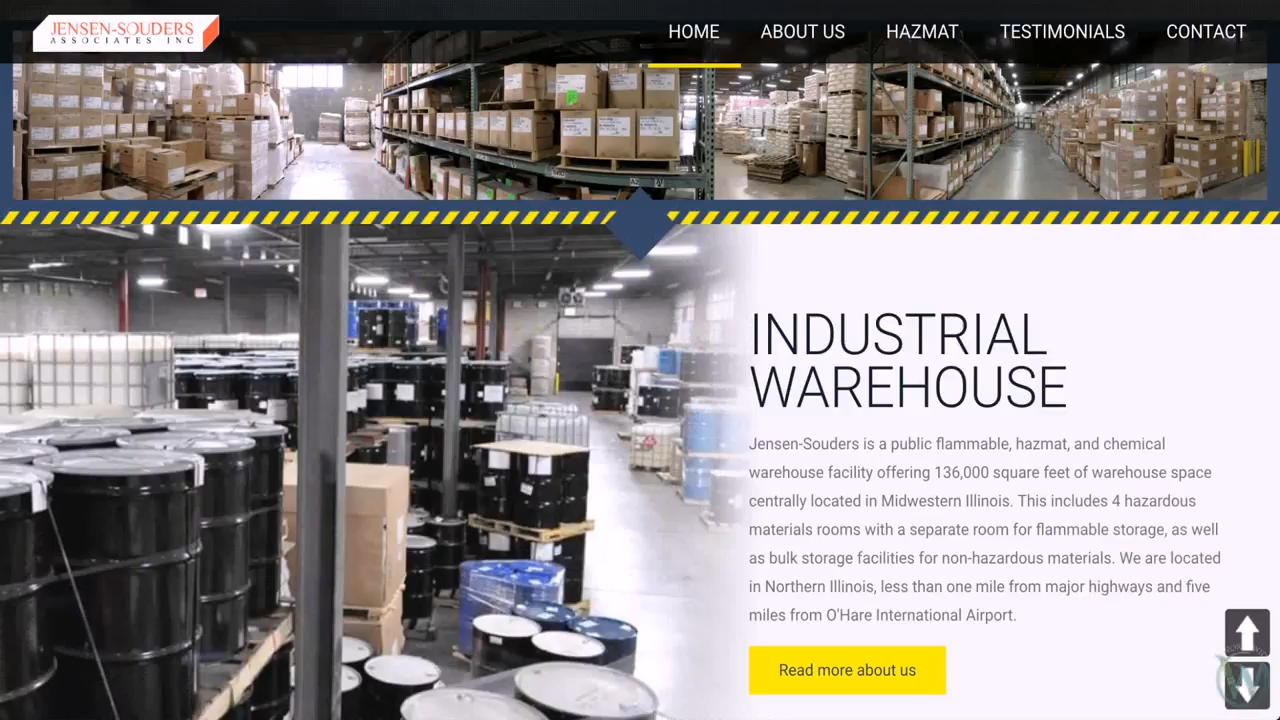 JENSEN-SOUDERS
ASSOCIATES INC
HOME ABOUT US HAZMAT TESTIMONIALS CONTACT
INDUSTRIAL
WAREHOUSE
Jensen-Souders is a public flammable, hazmat, and chemical
warehouse facility offering 136,000 square feet of warehouse space
centrally located in Midwestern Illinois. This includes 4 hazardous
materials rooms with a separate room for flammable storage, as well
as bulk storage facilities for non-hazardous materials. We are located
in Northern Illinois, less than one mile from major highways and five
miles from O'Hare International Airport.
Read more about us